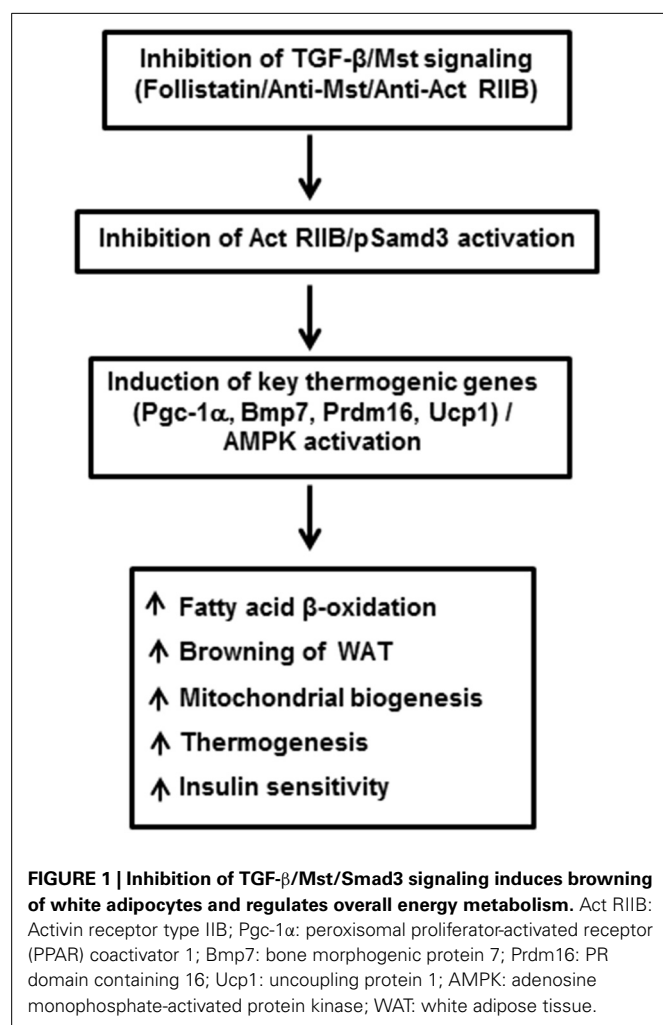 Inhibition of TGF-β/Mst signaling
(Follistatin/Anti-Mst/Anti-Act RIIB)
Inhibition of Act RIIB/pSamd3 activation
Induction of key thermogenic genes
(Pgc-1α, Bmp7, Prdm16, Ucp1) /
AMPK activation
↑ Fatty acid β-oxidation
↑ Browning of WAT
↑ Mitochondrial biogenesis
↑ Thermogenesis
↑ Insulin sensitivity
FIGURE 1 | Inhibition of TGF-β/Mst/Smad3 signaling induces browning
of white adipocytes and regulates overall energy metabolism. Act RIIB:
Activin receptor type IIB; Pgc-1α: peroxisomal proliferator-activated receptor
(PPAR) coactivator 1; Bmp7: bone morphogenic protein 7; Prdm16: PR
domain containing 16; Ucp1: uncoupling protein 1; AMPK: adenosine
monophosphate-activated protein kinase; WAT: white adipose tissue.